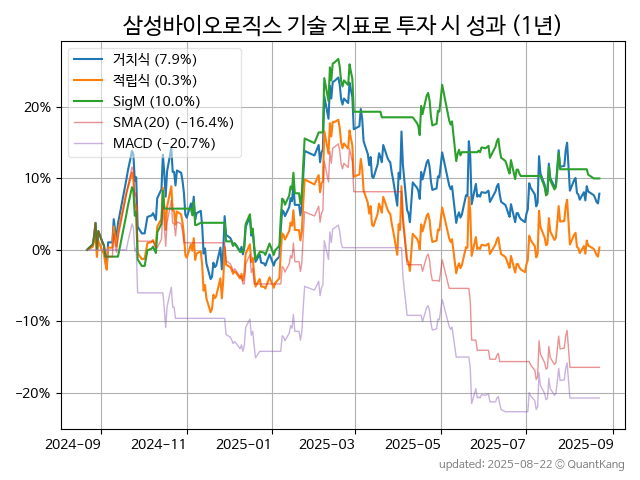 삼성바이오로직스 기술 지표로 투자 시 성과 (1년)
거치식 (7.9%)
적립식 (0.3%)
SigM (10.0%)
SMA(20) (−16.4%)
MACD (−20.7%)
20%
10%
0%
−10%
−20%
2024-09 2024-11 2025-01 2025-03 2025-05 2025-07 2025-09
updated: 2025-08-22 ⓒ QuantKang